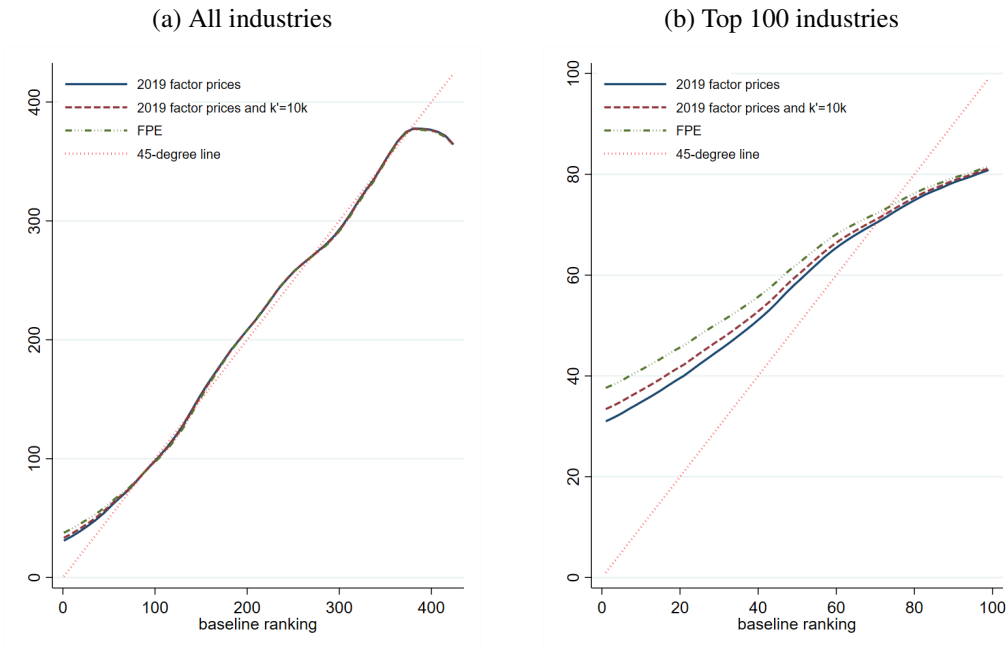 (a) All industries
2019 factor prices
2019 factor prices and k'=10k
FPE
45-degree line
400
300
200
100
0
0 100 200 300 400
baseline ranking
(b) Top 100 industries
2019 factor prices
2019 factor prices and k'=10k
FPE
45-degree line
100
80
60
40
20
0
0 20 40 60 80 100
baseline ranking